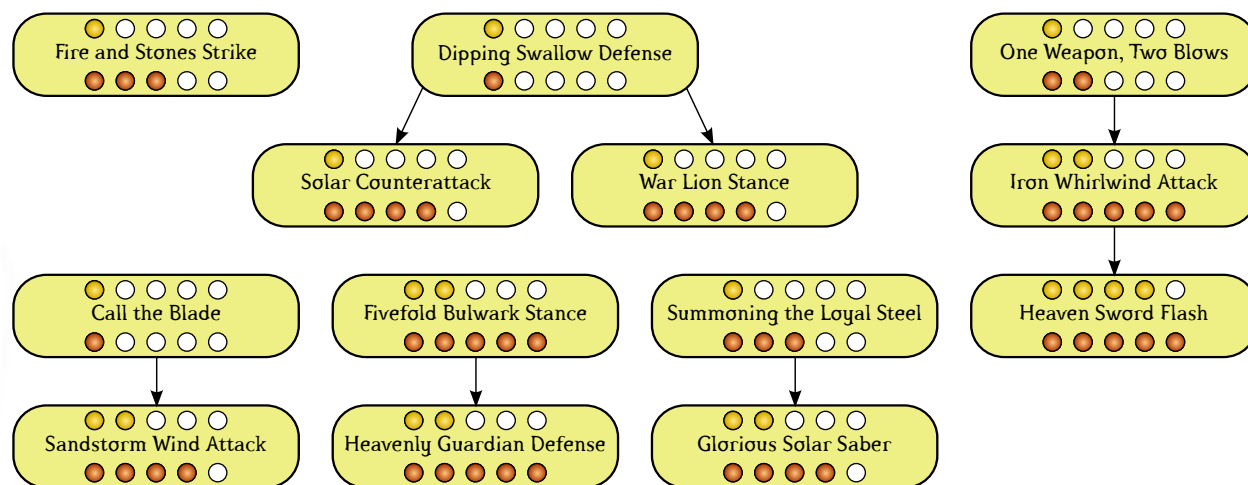 Fire and Stones Strike
Dipping Swallow Defense
One Weapon, Two Blows
Solar Counterattack
War Lion Stance
Iron Whirlwind Attack
Call the Blade
Fivefold Bulwark Stance
Summoning the Loyal Steel
Heaven Sword Flash
Sandstorm Wind Attack
Heavenly Guardian Defense
Glorious Solar Saber